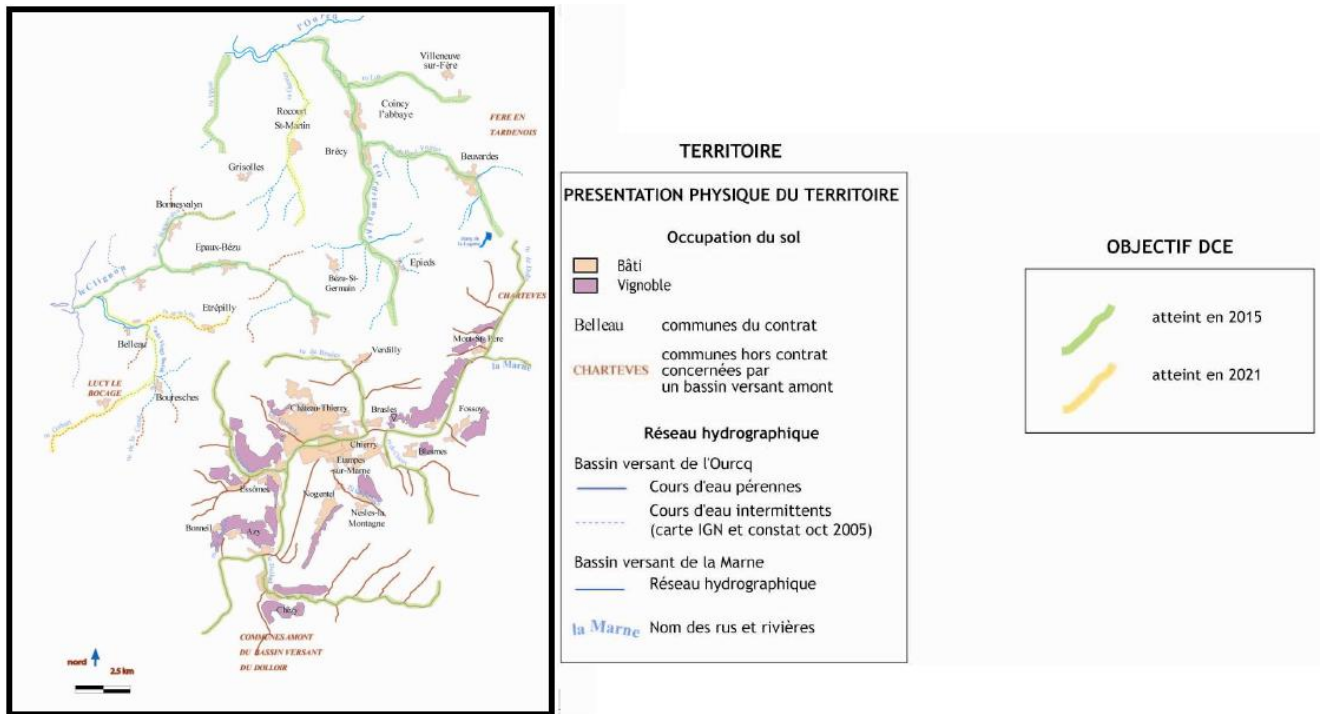 l'Ourcq
Villeneuve
sur-Fère
Coincy
l'abbaye
Rocourt
St-Martin
FERE EN
TARDENOIS
Brécy
Beuvardes
Grisolles
Bonnesvalyn
Epaux-Bézu
Epieds
Bézu-St-
Germain
le Clignon
CHARTEVES
Etrépilly
Belleau
Mont-St-Père
Verdilly
la Marne
LUCY LE
BOCAGE
Bouresches
Château-Thierry
Brasles
Fossoy
Chierry
Blesmes
Etampes
sur-Marne
Essômes
Nogentel
Nesles-la
Montagne
Bonneil
Azy
Chézy
COMMUNES AMONT
DU BASSIN VERSANT
DU DOLLOIR
nord
2.5 km
TERRITOIRE
PRESENTATION PHYSIQUE DU TERRITOIRE
Occupation du sol
Bâti
Vignoble
Belleau communes du contrat
CHARTEVES communes hors contrat
concernées par
un bassin versant amont
Réseau hydrographique
Bassin versant de l'Ourcq
Cours d'eau pérennes
Cours d'eau intermittents
(carte IGN et constat oct 2005)
Bassin versant de la Marne
Réseau hydrographique
la Marne Nom des rus et rivières
OBJECTIF DCE
atteint en 2015
atteint en 2021